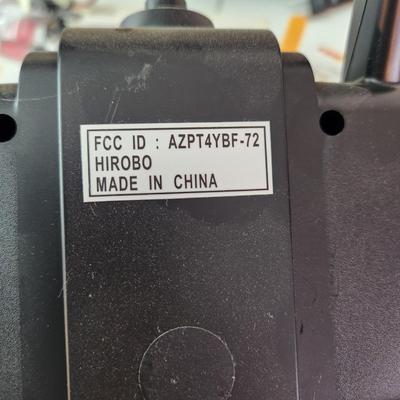 FCC ID : AZPT4YBF-72
HIROBO
MADE IN CHINA